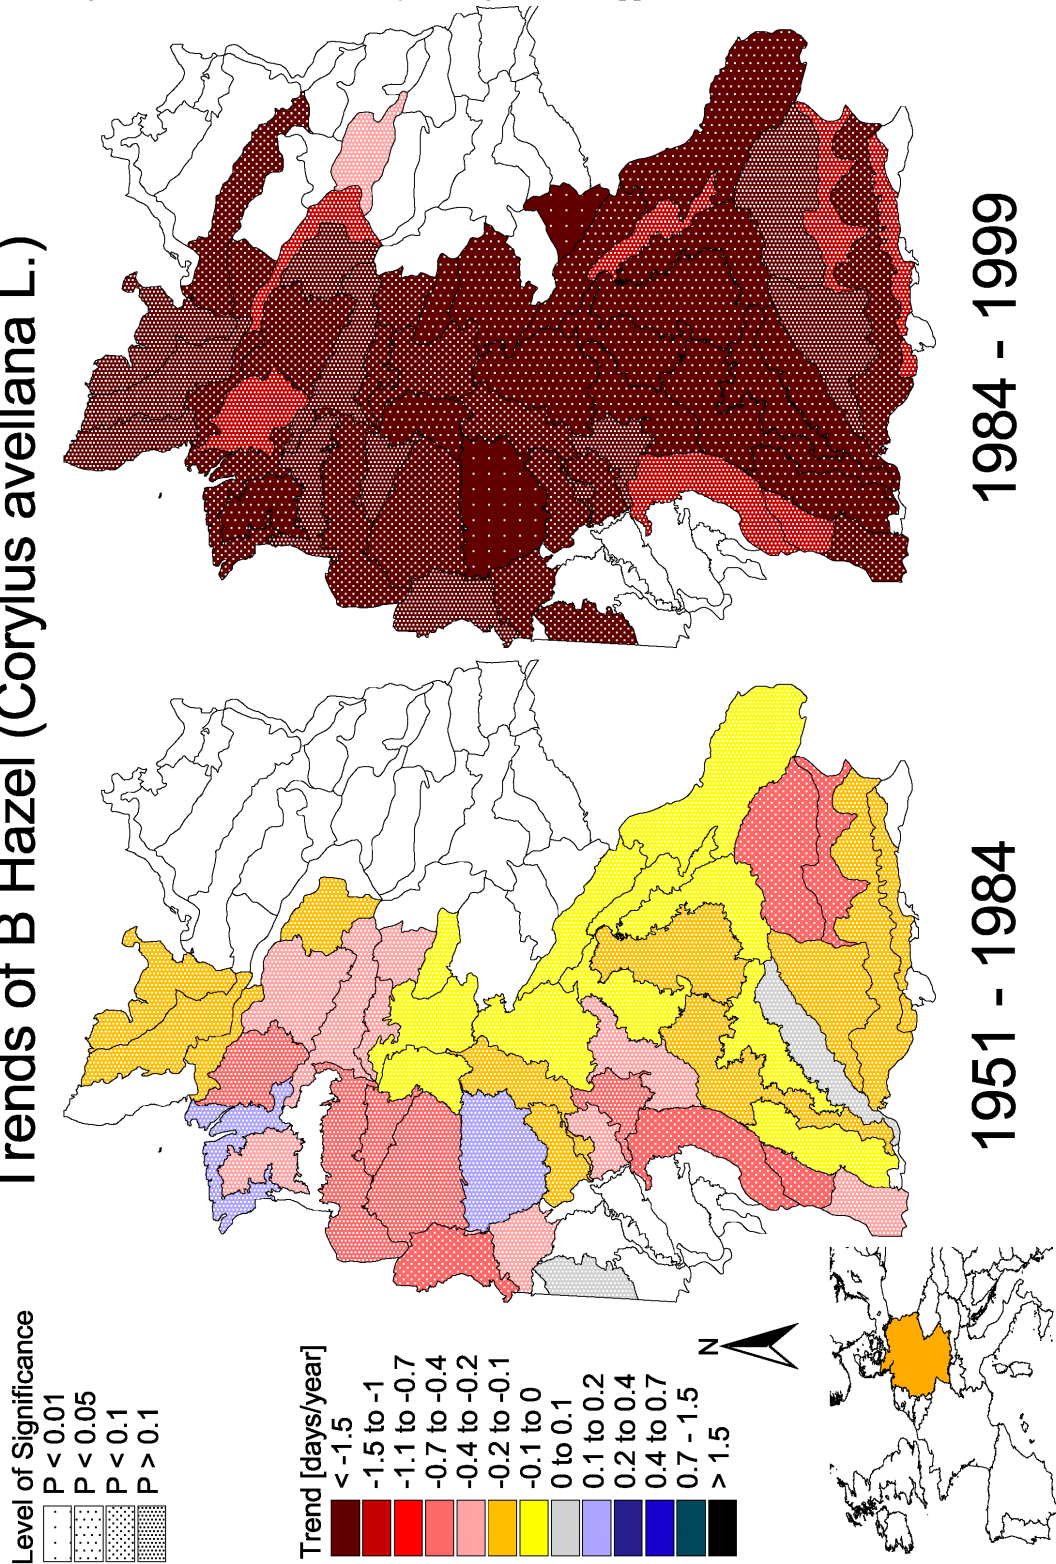 Trends of B Hazel (Corylus avellana L.)
Level of Significance
P < 0.01
P < 0.05
P < 0.1
P > 0.1
Trend [days/year]
< -1.5
-1.5 to -1
-1.1 to -0.7
-0.7 to -0.4
-0.4 to -0.2
-0.2 to -0.1
-0.1 to 0
0 to 0.1
0.1 to 0.2
0.2 to 0.4
0.4 to 0.7
0.7 - 1.5
> 1.5
N
1951 - 1984
1984 - 1999